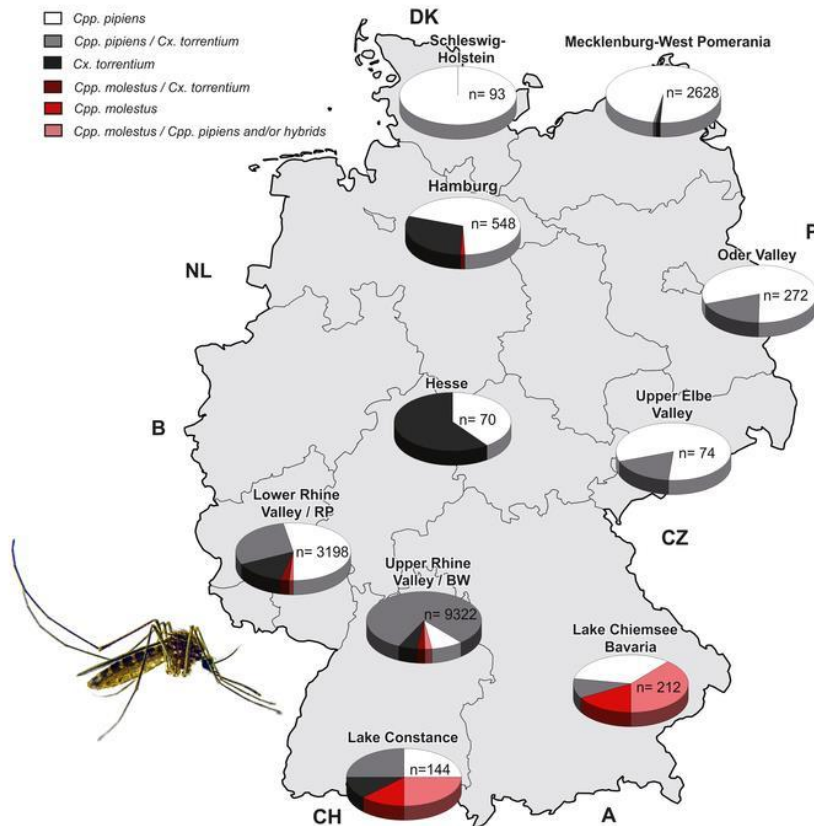 Cpp. pipiens
Cpp. pipiens / Cx. torrentium
Cx. torrentium
Cpp. molestus / Cx. torrentium
Cpp. molestus
Cpp. molestus / Cpp. pipiens and/or hybrids
DK
Schleswig-
Holstein
n= 93
Mecklenburg-West Pomerania
n= 2628
Hamburg
n= 548
P
NL
Oder Valley
n= 272
Hesse
n= 70
Upper Elbe
Valley
n= 74
B
Lower Rhine
Valley / RP
n= 3198
CZ
Upper Rhine
Valley / BW
n= 9322
Lake Chiemsee
Bavaria
n= 212
Lake Constance
n=144
CH
A